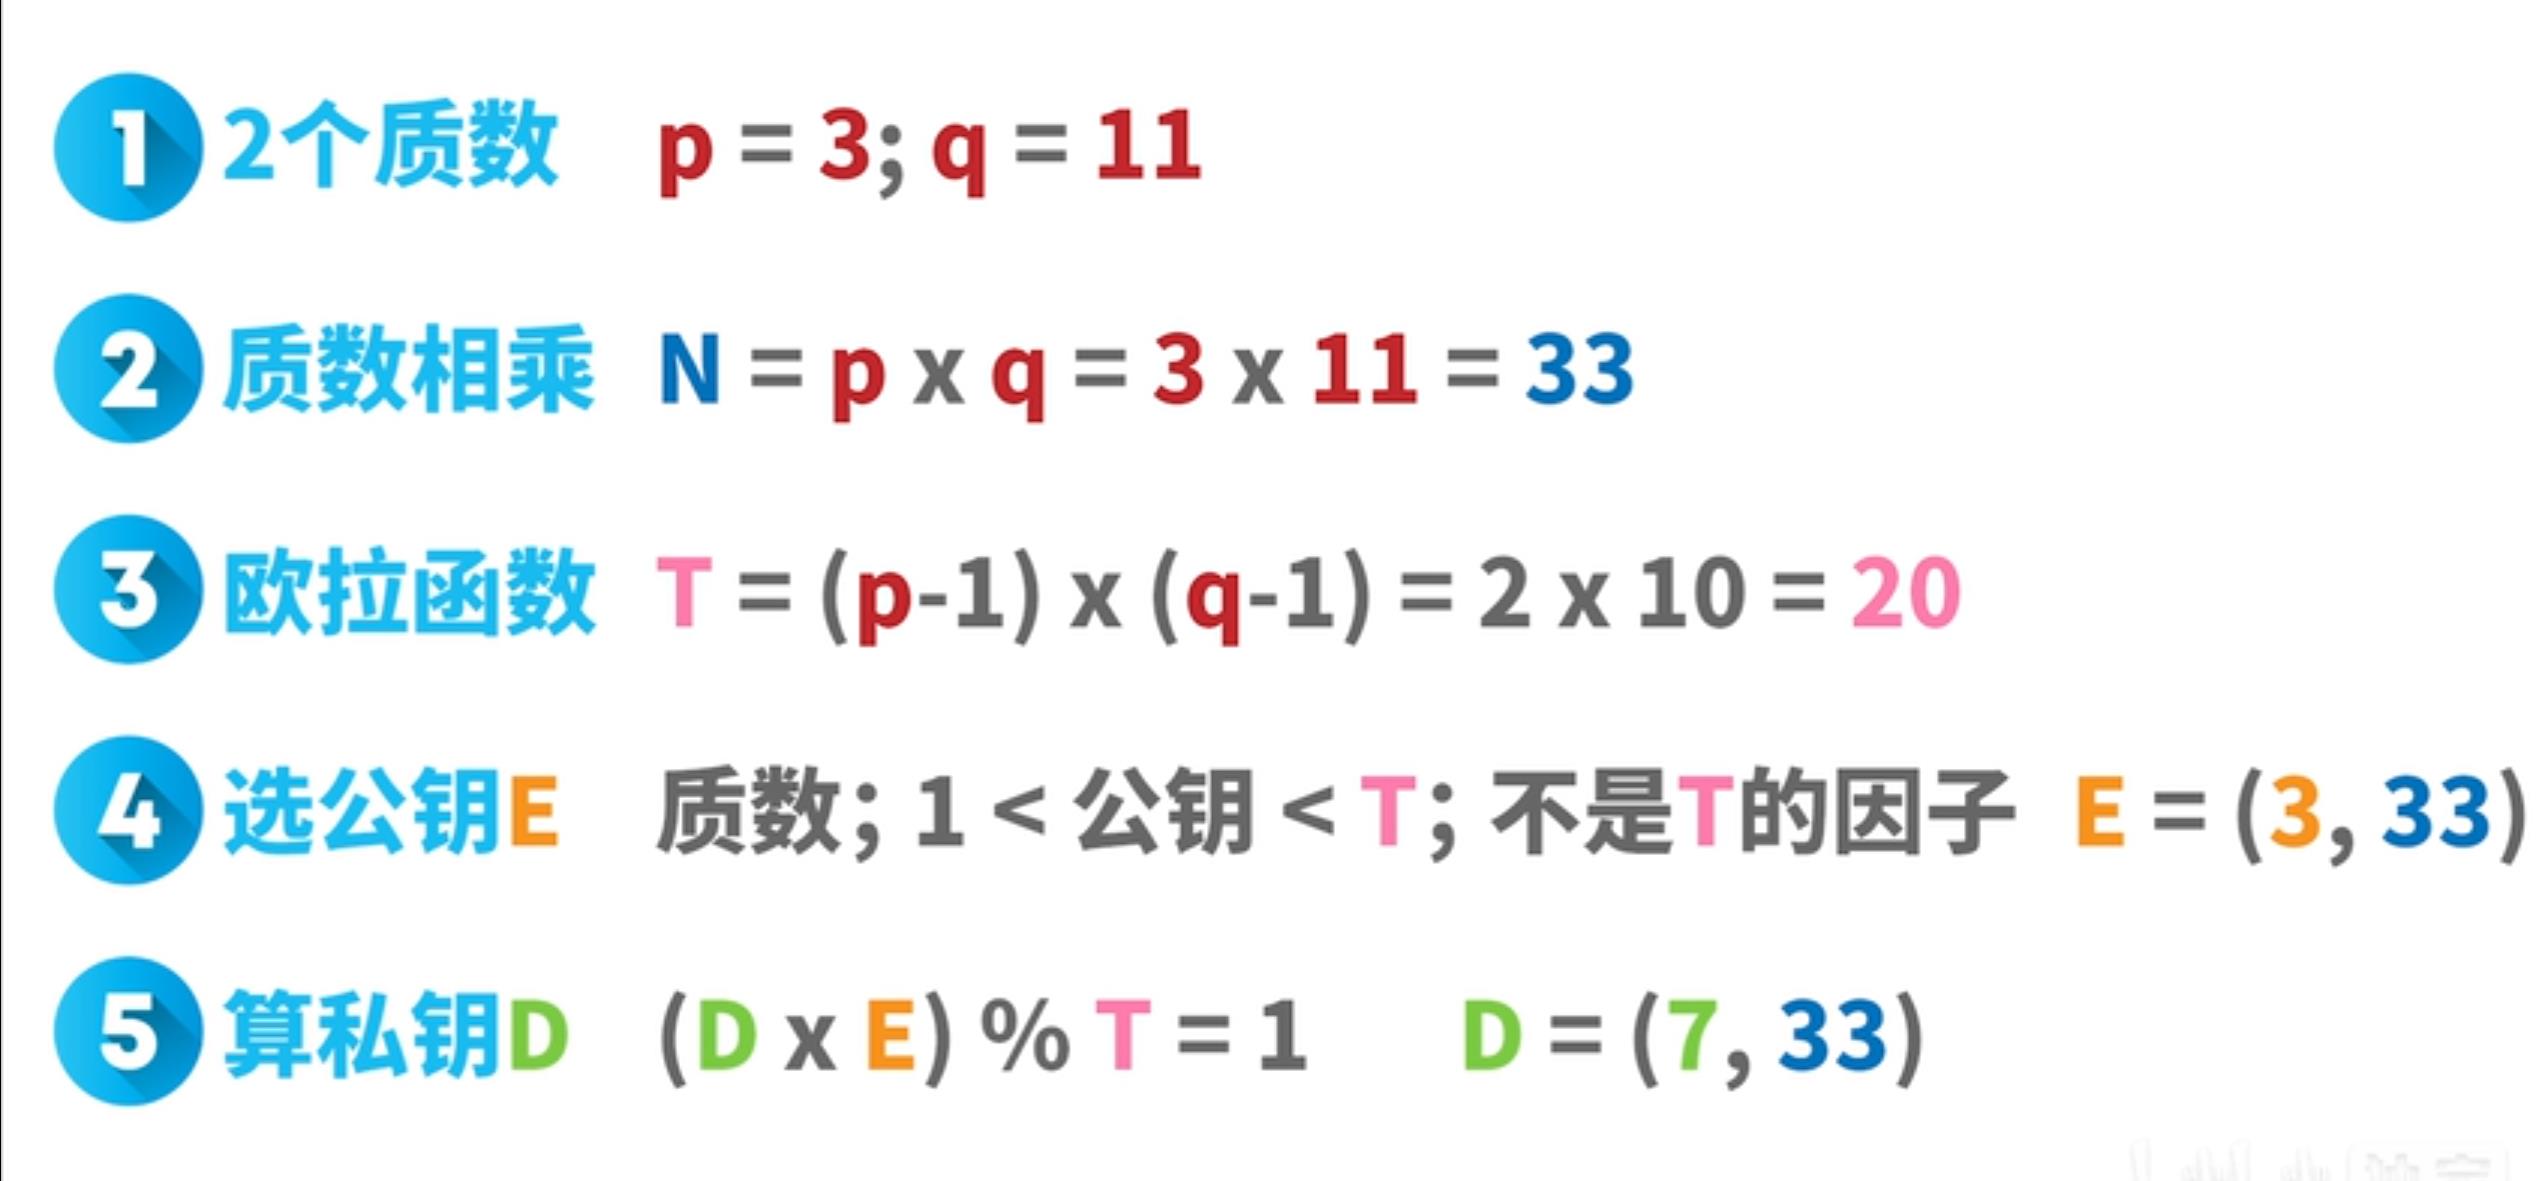 1 2个质数 p = 3; q = 11
2 质数相乘 N = p x q = 3 x 11 = 33
3 欧拉函数 T = (p-1) x (q-1) = 2 x 10 = 20
4 选公钥E 质数; 1 < 公钥 < T; 不是T的因子 E = (3, 33)
5 算私钥D (D x E) % T = 1 D = (7, 33)